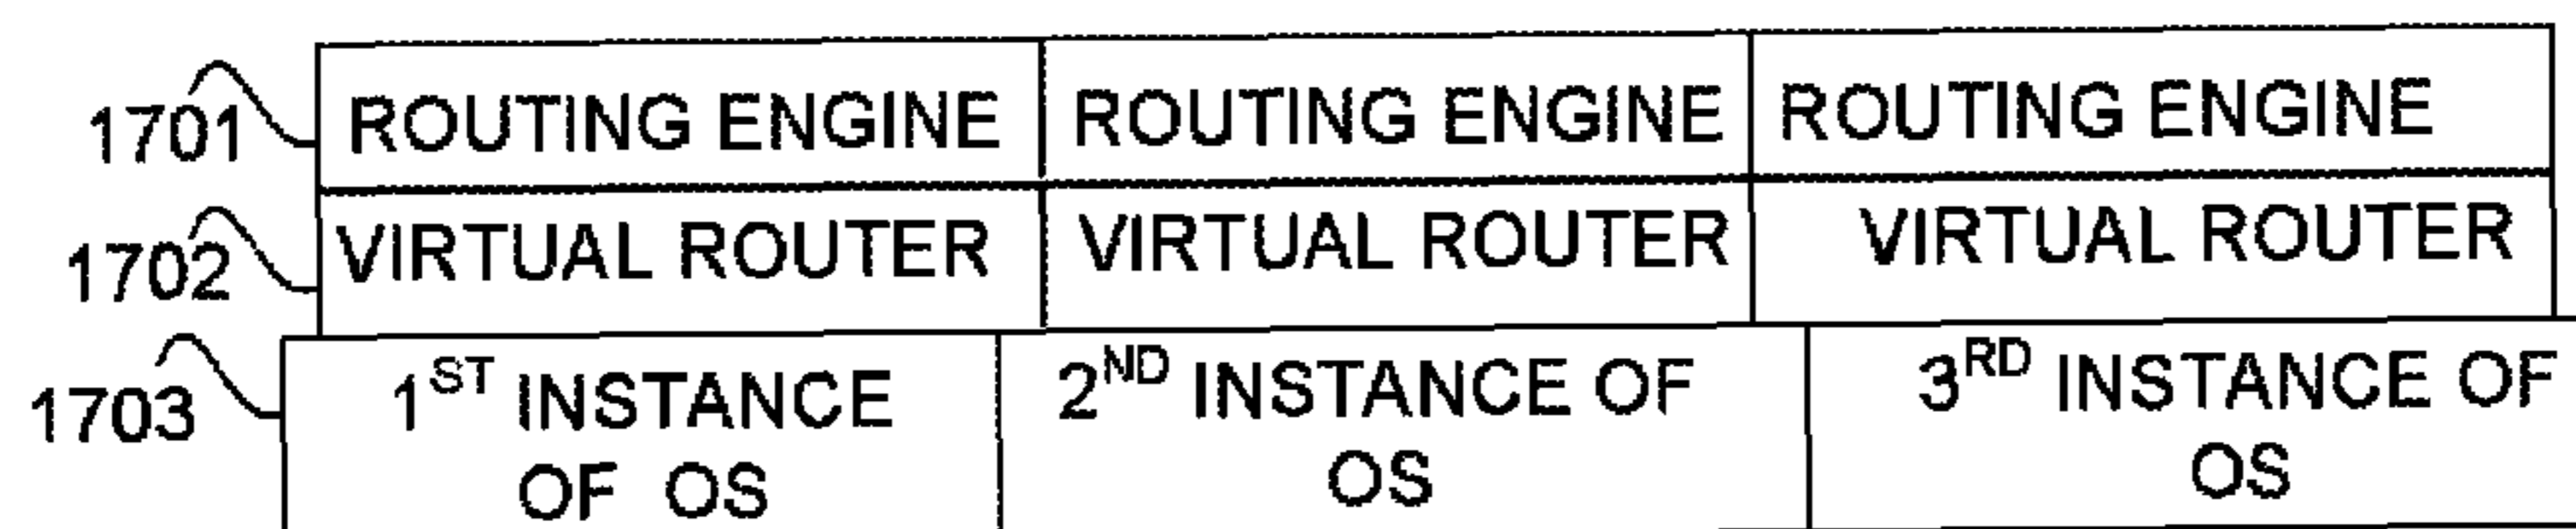 1701 ROUTING ENGINE ROUTING ENGINE ROUTING ENGINE
1702 VIRTUAL ROUTER VIRTUAL ROUTER VIRTUAL ROUTER
1703 1ST INSTANCE OF OS
2ND INSTANCE OF OS
3RD INSTANCE OF OS